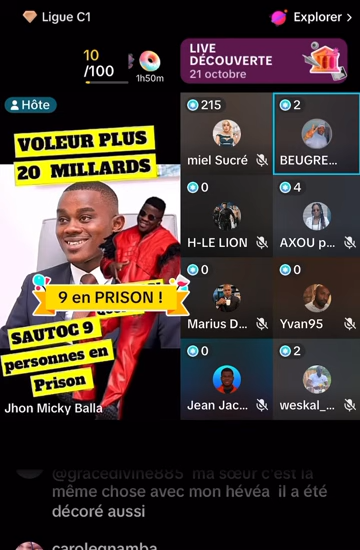 Ligue C1
Explorer >
10
/100
1h50m
LIVE
DÉCOUVERTE
21 octobre
Hôte
VOLEUR PLUS
20 MILLARDS
9 en PRISON !
SAUTOC 9
personnes en
Prison
Jhon Micky Balla
215
miel Sucré
2
BEUGRE...
0
H-LE LION
4
AXOU p...
0
Marius D...
0
Yvan95
0
Jean Jac...
2
weskal_...
@gracedivine885 ma sœur c'est la
même chose avec mon hévéa il a été
décoré aussi
carolegnamba